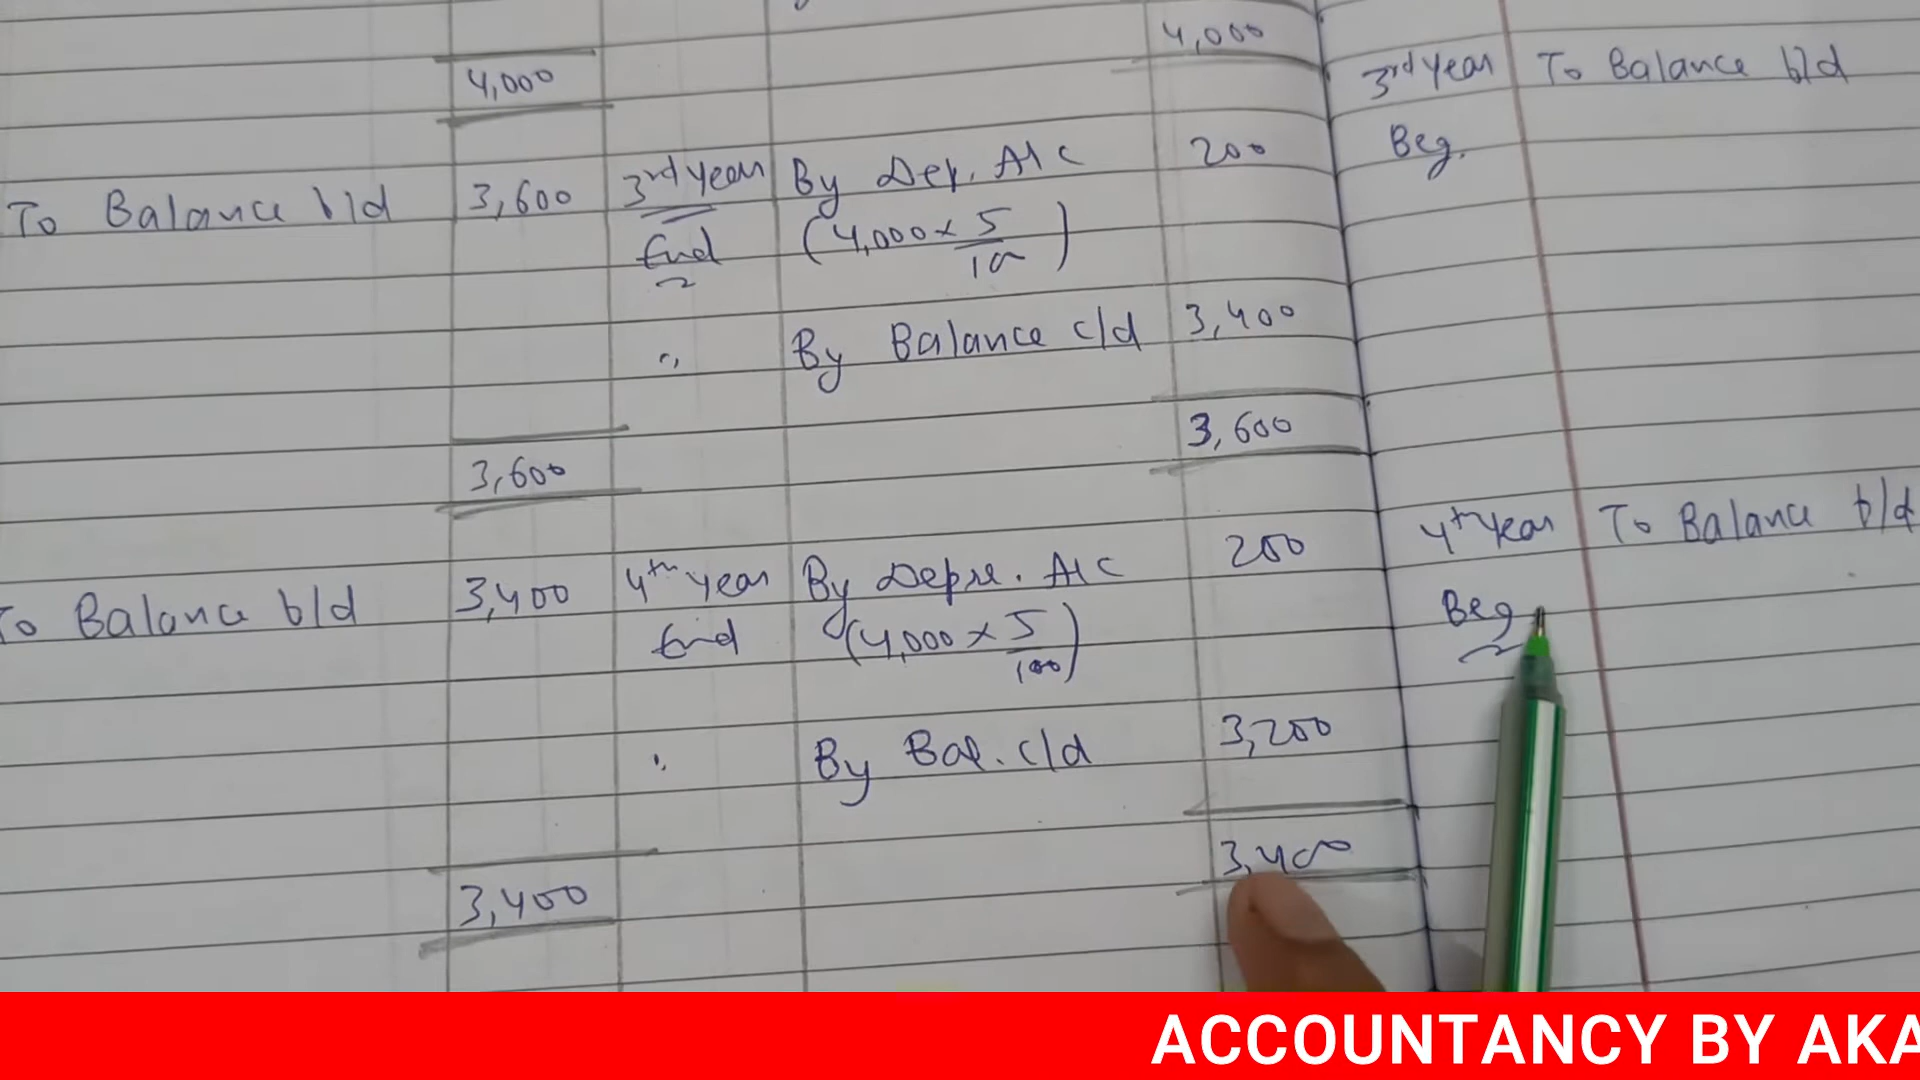 4,000
4,000
3rd Year To Balance b/d
Beg.
To Balance b/d 3,600 3rd year By Dep. A/c 200
End (4,000 × 5/100)
" By Balance c/d 3,400
3,600
3,600
4th Year To Balance b/d
Beg
To Balance b/d 3,400 4th year By Depre. A/c 200
End (4,000 × 5/100)
" By Bal. c/d 3,200
3,400
3,400
ACCOUNTANCY BY AKA